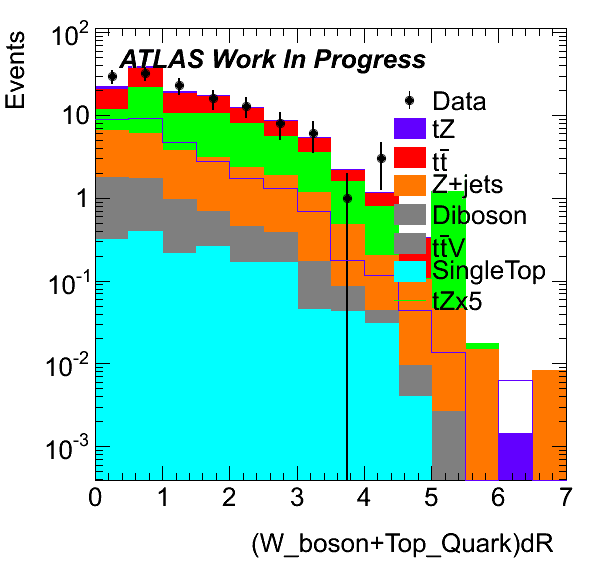 Events
10²
10
1
10⁻¹
10⁻²
10⁻³
ATLAS Work In Progress
Data
tZ
tt̄
Z+jets
Diboson
tt̄V
SingleTop
tZx5
0 1 2 3 4 5 6 7
(W_boson+Top_Quark)dR